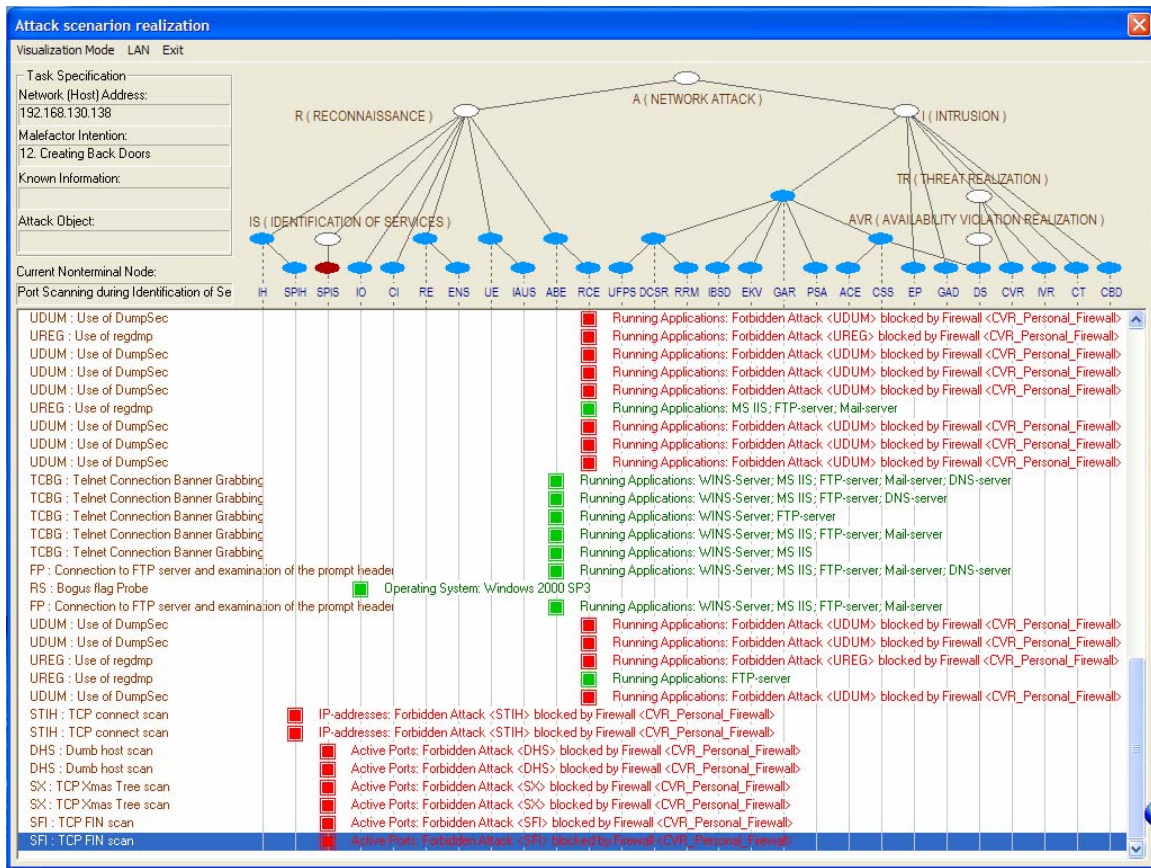 Attack scenarion realization
Visualization Mode LAN Exit
Task Specification
Network (Host) Address:
192.168.130.138
Malefactor Intention:
12. Creating Back Doors
Known Information:
Attack Object:
Current Nonterminal Node:
Port Scanning during Identification of Se
A ( NETWORK ATTACK )
R ( RECONNAISSANCE )
I ( INTRUSION )
TR ( THREAT REALIZATION )
IS ( IDENTIFICATION OF SERVICES )
AVR ( AVAILABILITY VIOLATION REALIZATION )
IH SPIH SPIS IO CI RE ENS UE IAUS ABE RCE UFPS DCSR RRM IBSD EKV GAR PSA ACE CSS EP GAD DS CVR IVR CT CBD
UDUM : Use of DumpSec Running Applications: Forbidden Attack <UDUM> blocked by Firewall <CVR_Personal_Firewall>
UREG : Use of regdmp Running Applications: Forbidden Attack <UREG> blocked by Firewall <CVR_Personal_Firewall>
UDUM : Use of DumpSec Running Applications: Forbidden Attack <UDUM> blocked by Firewall <CVR_Personal_Firewall>
UDUM : Use of DumpSec Running Applications: Forbidden Attack <UDUM> blocked by Firewall <CVR_Personal_Firewall>
UDUM : Use of DumpSec Running Applications: Forbidden Attack <UDUM> blocked by Firewall <CVR_Personal_Firewall>
UREG : Use of regdmp Running Applications: MS IIS; FTP-server; Mail-server
UDUM : Use of DumpSec Running Applications: Forbidden Attack <UDUM> blocked by Firewall <CVR_Personal_Firewall>
UDUM : Use of DumpSec Running Applications: Forbidden Attack <UDUM> blocked by Firewall <CVR_Personal_Firewall>
UDUM : Use of DumpSec Running Applications: Forbidden Attack <UDUM> blocked by Firewall <CVR_Personal_Firewall>
TCBG : Telnet Connection Banner Grabbing Running Applications: WINS-Server; MS IIS; FTP-server; Mail-server; DNS-server
TCBG : Telnet Connection Banner Grabbing Running Applications: WINS-Server; MS IIS; FTP-server; DNS-server
TCBG : Telnet Connection Banner Grabbing Running Applications: WINS-Server; FTP-server
TCBG : Telnet Connection Banner Grabbing Running Applications: WINS-Server; MS IIS; FTP-server; Mail-server
TCBG : Telnet Connection Banner Grabbing Running Applications: WINS-Server; MS IIS
FP : Connection to FTP server and examination of the prompt header Running Applications: WINS-Server; MS IIS; FTP-server; Mail-server; DNS-server
RS : Bogus flag Probe Operating System: Windows 2000 SP3
FP : Connection to FTP server and examination of the prompt header Running Applications: WINS-Server; MS IIS; FTP-server; Mail-server
UDUM : Use of DumpSec Running Applications: Forbidden Attack <UDUM> blocked by Firewall <CVR_Personal_Firewall>
UDUM : Use of DumpSec Running Applications: Forbidden Attack <UDUM> blocked by Firewall <CVR_Personal_Firewall>
UREG : Use of regdmp Running Applications: Forbidden Attack <UREG> blocked by Firewall <CVR_Personal_Firewall>
UREG : Use of regdmp Running Applications: FTP-server
UDUM : Use of DumpSec Running Applications: Forbidden Attack <UDUM> blocked by Firewall <CVR_Personal_Firewall>
STIH : TCP connect scan IP-addresses: Forbidden Attack <STIH> blocked by Firewall <CVR_Personal_Firewall>
STIH : TCP connect scan IP-addresses: Forbidden Attack <STIH> blocked by Firewall <CVR_Personal_Firewall>
DHS : Dumb host scan Active Ports: Forbidden Attack <DHS> blocked by Firewall <CVR_Personal_Firewall>
DHS : Dumb host scan Active Ports: Forbidden Attack <DHS> blocked by Firewall <CVR_Personal_Firewall>
SX : TCP Xmas Tree scan Active Ports: Forbidden Attack <SX> blocked by Firewall <CVR_Personal_Firewall>
SX : TCP Xmas Tree scan Active Ports: Forbidden Attack <SX> blocked by Firewall <CVR_Personal_Firewall>
SFI : TCP FIN scan Active Ports: Forbidden Attack <SFI> blocked by Firewall <CVR_Personal_Firewall>
SFI : TCP FIN scan Active Ports: Forbidden Attack <SFI> blocked by Firewall <CVR_Personal_Firewall>